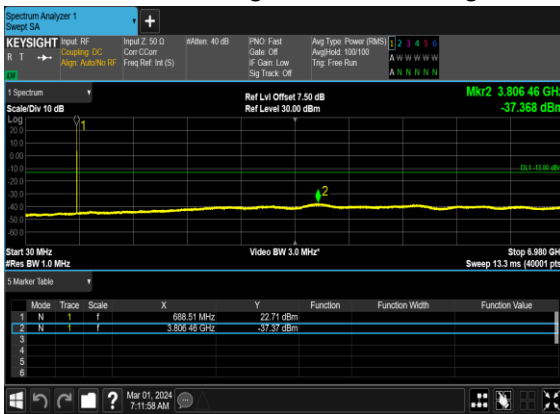 Spectrum Analyzer 1
Swept SA
KEYSIGHT
R T
LV
Input: RF
Coupling: DC
Align: Auto/No RF
Input Z: 50 Ω
Corr CCorr
Freq Ref: Int (S)
#Atten: 40 dB
PNO: Fast
Gate: Off
IF Gain: Low
Sig Track: Off
Avg Type: Power (RMS)
Avg|Hold: 100/100
Trig: Free Run
1 2 3 4 5 6
A W W W W W
A N N N N N
1 Spectrum
Scale/Div 10 dB
Ref Lvl Offset 7.50 dB
Ref Level 30.00 dBm
Mkr2 3.806 46 GHz
-37.368 dBm
Log
1
20.0
10.0
0.00
-10.0
DL1 -13.00 dBm
-20.0
-30.0
2
-40.0
-50.0
-60.0
Start 30 MHz
#Res BW 1.0 MHz
Video BW 3.0 MHz*
Stop 6.980 GHz
Sweep 13.3 ms (40001 pts)
5 Marker Table
Mode Trace Scale X Y Function Function Width Function Value
1 N 1 f 688.51 MHz 22.71 dBm
2 N 1 f 3.806 46 GHz -37.37 dBm
3
4
5
6
?
Mar 01, 2024
7:11:58 AM